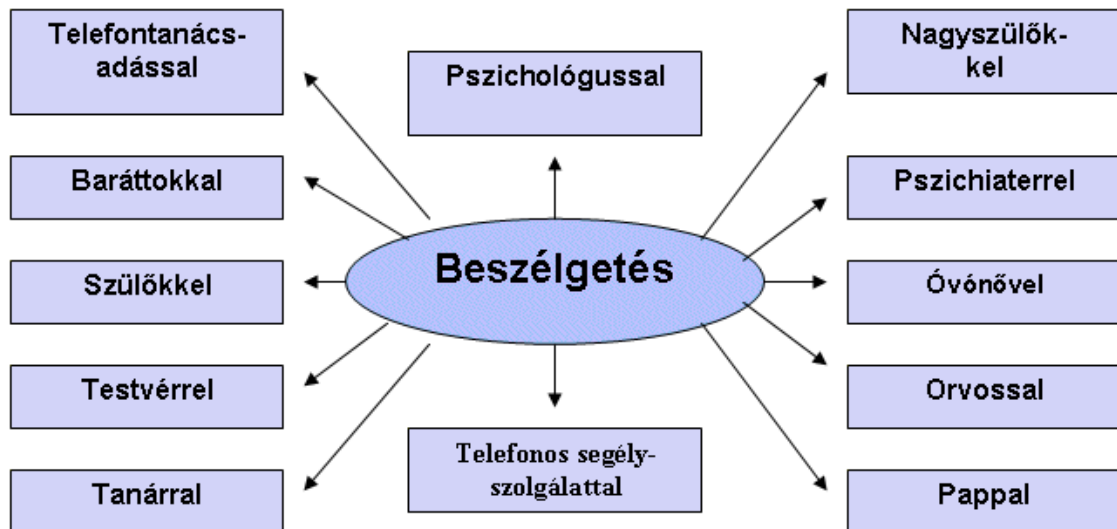 Telefontanács-
adással
Pszichológussal
Nagyszülők-
kel
Baráttokkal
Pszichiaterrel
Beszélgetés
Szülőkkel
Óvónővel
Testvérrel
Orvossal
Telefonos segély-
szolgálattal
Tanárral
Pappal